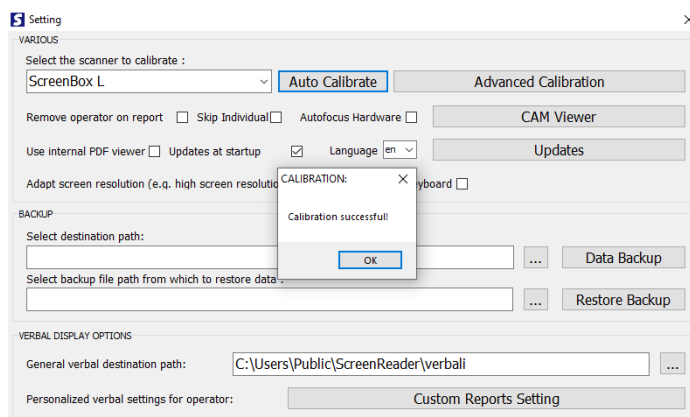 S Setting
VARIOUS
Select the scanner to calibrate :
ScreenBox L Auto Calibrate Advanced Calibration
Remove operator on report Skip Individual Autofocus Hardware CAM Viewer
Use internal PDF viewer Updates at startup Language en Updates
Adapt screen resolution (e.g. high screen resolutio yboard
CALIBRATION:
Calibration successful!
OK
BACKUP
Select destination path:
... Data Backup
Select backup file path from which to restore data :
... Restore Backup
VERBAL DISPLAY OPTIONS
General verbal destination path: C:\Users\Public\ScreenReader\verbali ...
Personalized verbal settings for operator: Custom Reports Setting